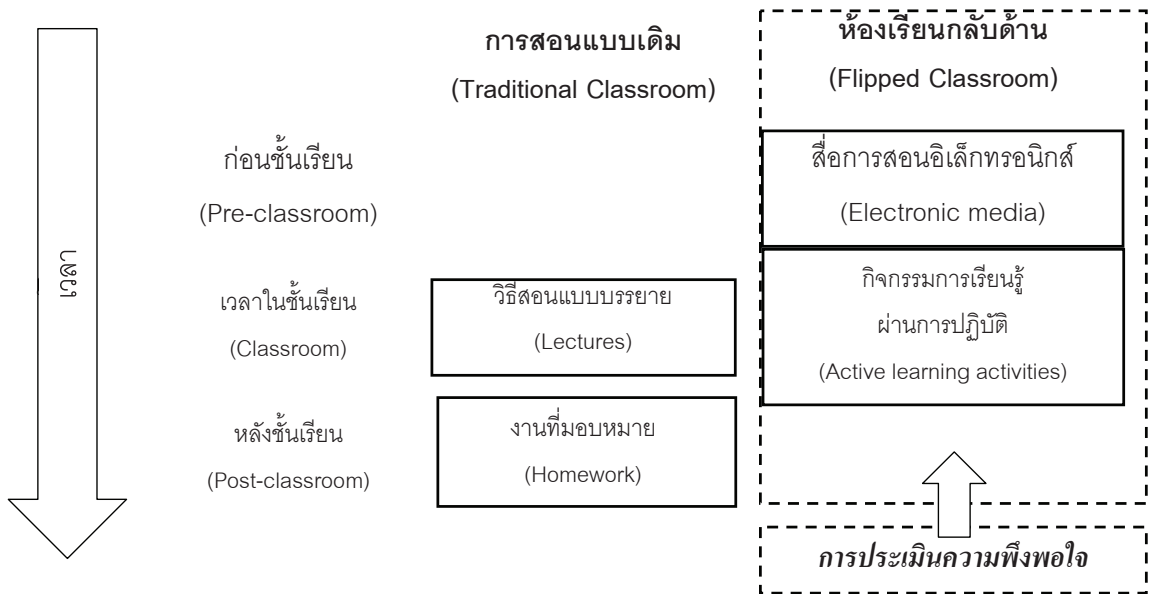 การสอนแบบเดิม
(Traditional Classroom)
ห้องเรียนกลับด้าน
(Flipped Classroom)
เวลา
ก่อนชั้นเรียน
(Pre-classroom)
สื่อการสอนอิเล็กทรอนิกส์
(Electronic media)
เวลาในชั้นเรียน
(Classroom)
วิธีสอนแบบบรรยาย
(Lectures)
กิจกรรมการเรียนรู้
ผ่านการปฏิบัติ
(Active learning activities)
หลังชั้นเรียน
(Post-classroom)
งานที่มอบหมาย
(Homework)
การประเมินความพึงพอใจ